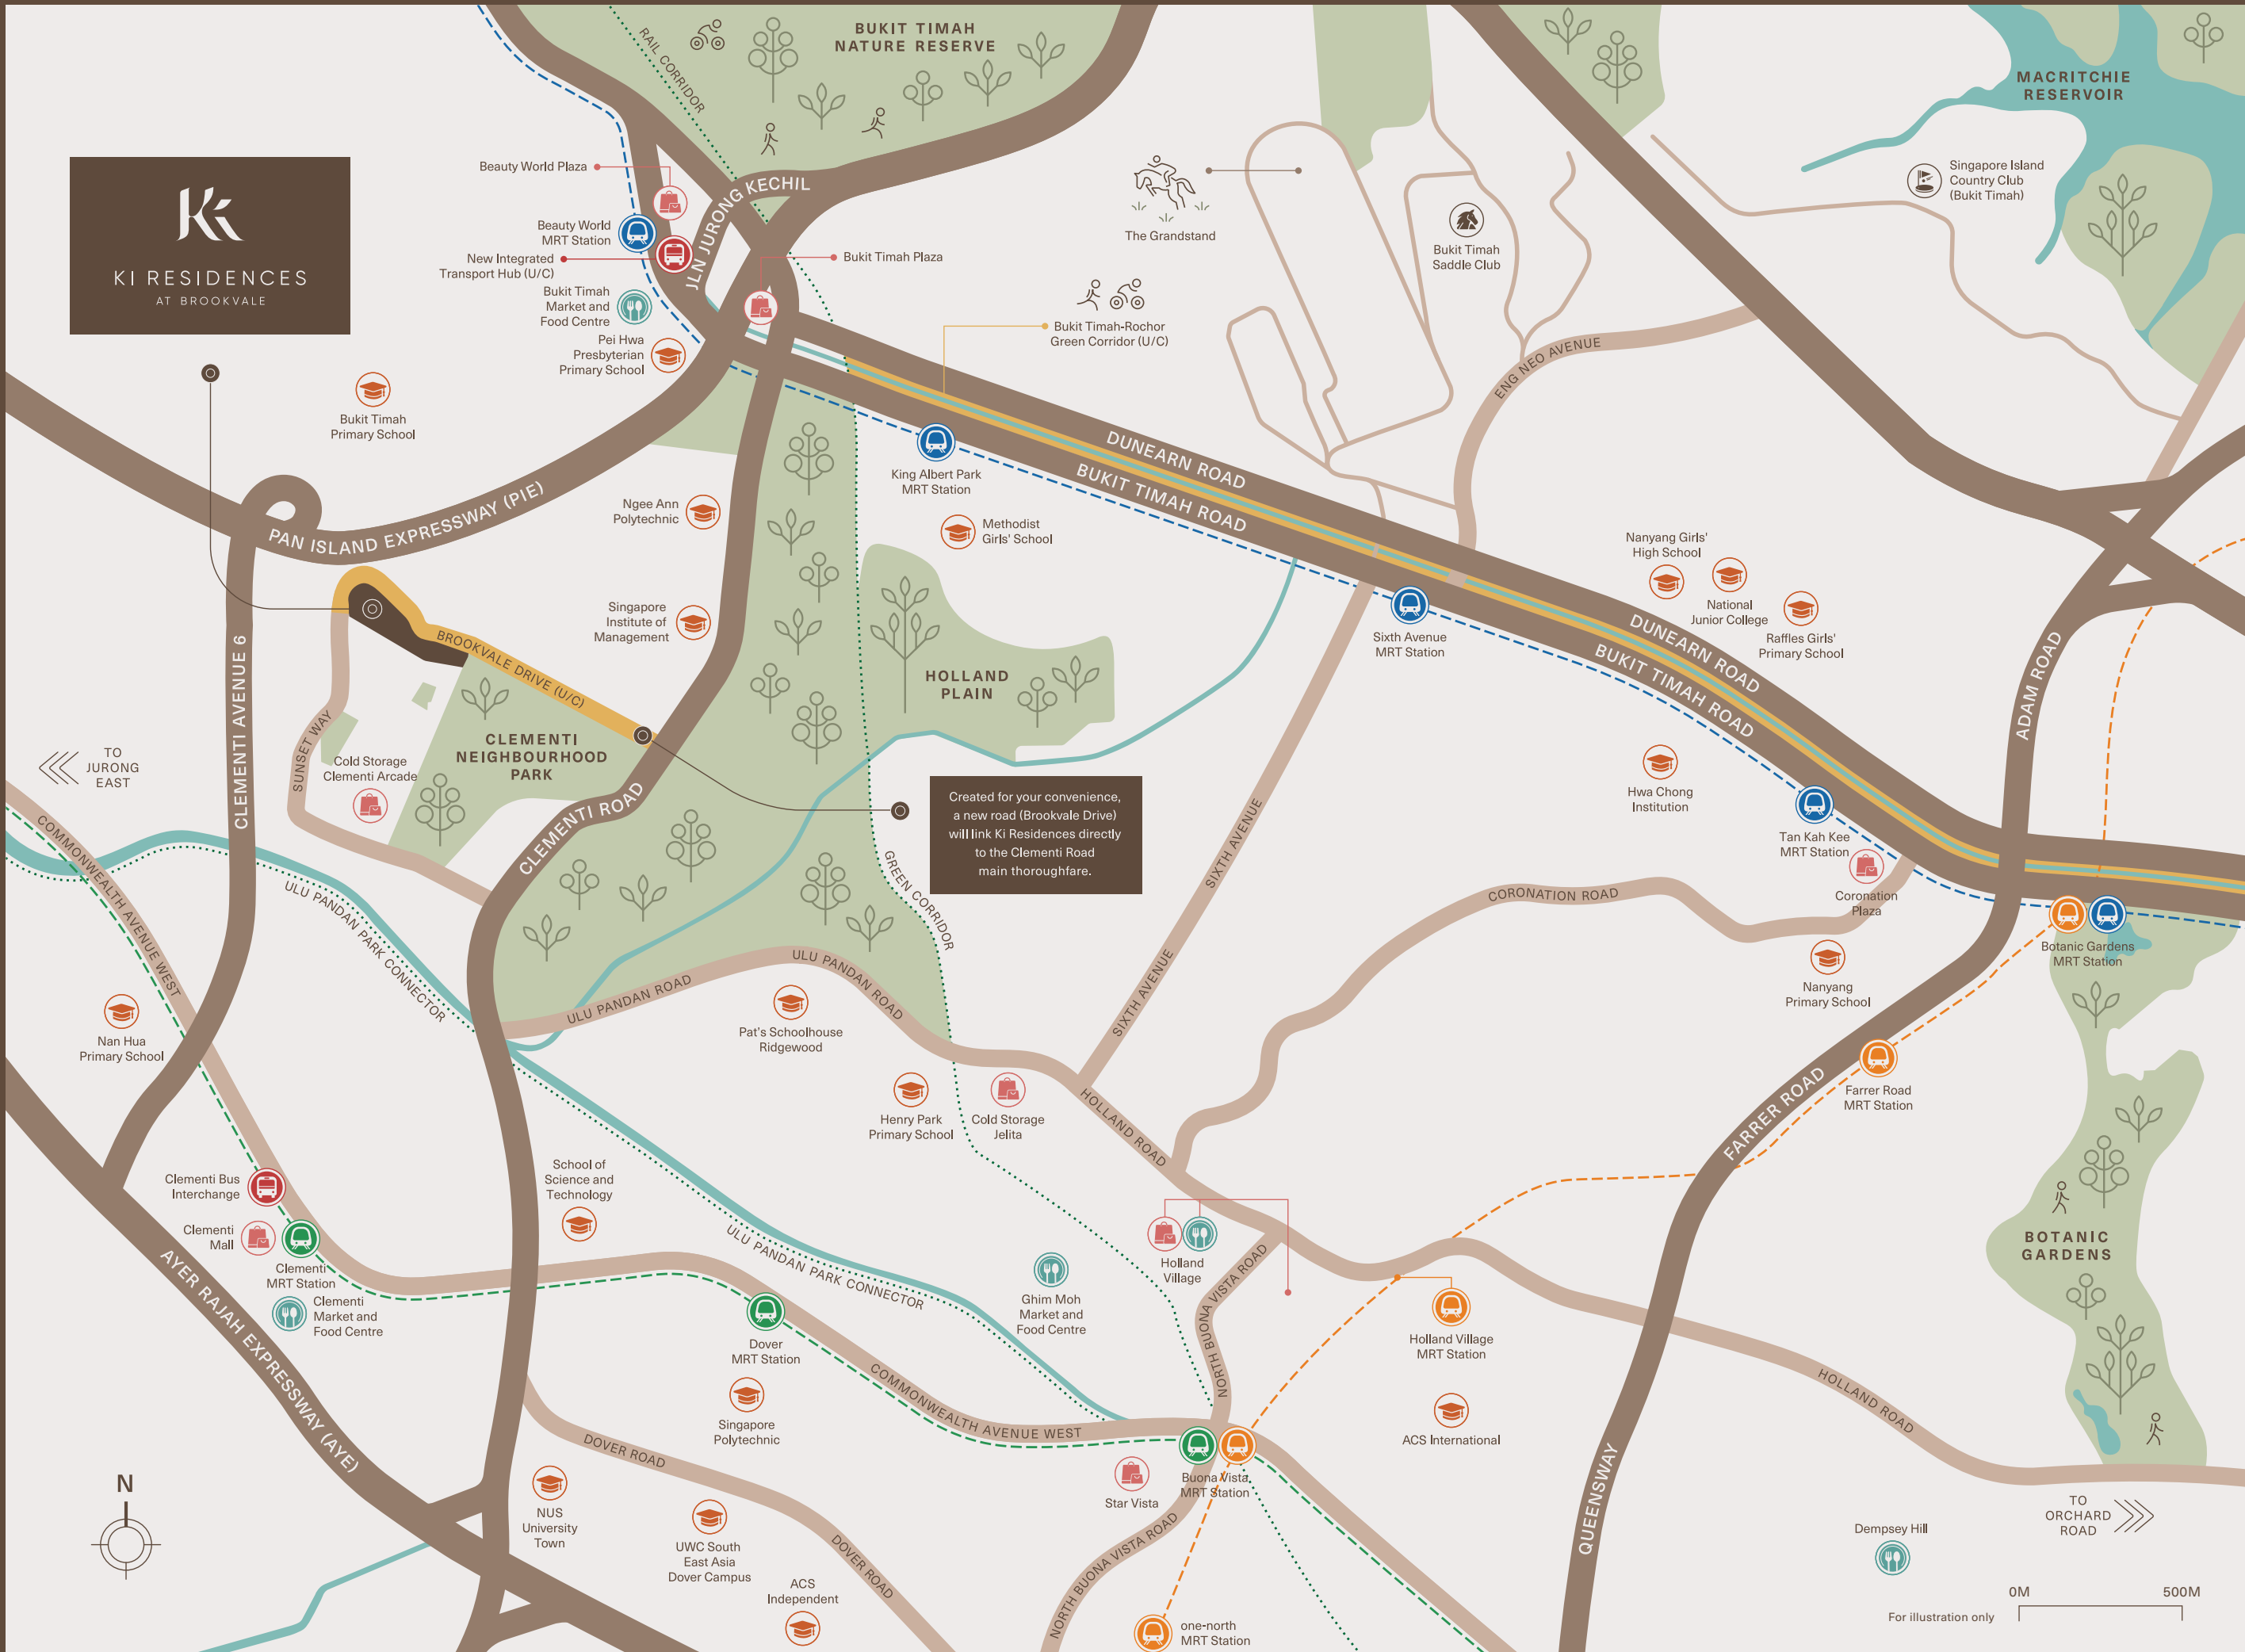 BUKIT TIMAH
NATURE RESERVE
RAIL CORRIDOR
MACRITCHIE
RESERVOIR
KI RESIDENCES
AT BROOKVALE
Beauty World Plaza
JLN JURONG KECHIL
Beauty World
MRT Station
New Integrated
Transport Hub (U/C)
Bukit Timah
Market and
Food Centre
Pei Hwa
Presbyterian
Primary School
Bukit Timah Plaza
The Grandstand
Bukit Timah-Rochor
Green Corridor (U/C)
Bukit Timah
Saddle Club
Singapore Island
Country Club
(Bukit Timah)
ENG NEO AVENUE
Bukit Timah
Primary School
PAN ISLAND EXPRESSWAY (PIE)
Ngee Ann
Polytechnic
King Albert Park
MRT Station
Methodist
Girls' School
DUNEARN ROAD
BUKIT TIMAH ROAD
Nanyang Girls'
High School
National
Junior College
Raffles Girls'
Primary School
Singapore
Institute of
Management
Sixth Avenue
MRT Station
DUNEARN ROAD
BUKIT TIMAH ROAD
ADAM ROAD
CLEMENTI AVENUE 6
BROOKVALE DRIVE (U/C)
HOLLAND
PLAIN
SUNSET WAY
CLEMENTI
NEIGHBOURHOOD
PARK
TO
JURONG
EAST
Cold Storage
Clementi Arcade
CLEMENTI ROAD
Created for your convenience,
a new road (Brookvale Drive)
will link Ki Residences directly
to the Clementi Road
main thoroughfare.
Hwa Chong
Institution
Tan Kah Kee
MRT Station
Coronation
Plaza
COMMONWEALTH AVENUE WEST
ULU PANDAN PARK CONNECTOR
GREEN CORRIDOR
SIXTH AVENUE
CORONATION ROAD
Botanic Gardens
MRT Station
Nanyang
Primary School
ULU PANDAN ROAD
ULU PANDAN ROAD
SIXTH AVENUE
Nan Hua
Primary School
Pat's Schoolhouse
Ridgewood
Henry Park
Primary School
Cold Storage
Jelita
HOLLAND ROAD
FARRER ROAD
Farrer Road
MRT Station
Clementi Bus
Interchange
School of
Science and
Technology
Clementi
Mall
Clementi
MRT Station
Clementi
Market and
Food Centre
ULU PANDAN PARK CONNECTOR
Holland
Village
NORTH BUONA VISTA ROAD
BOTANIC
GARDENS
AYER RAJAH EXPRESSWAY (AYE)
Dover
MRT Station
Ghim Moh
Market and
Food Centre
Holland Village
MRT Station
COMMONWEALTH AVENUE WEST
HOLLAND ROAD
Singapore
Polytechnic
ACS International
DOVER ROAD
Star Vista
Buona Vista
MRT Station
QUEENSWAY
N
NUS
University
Town
UWC South
East Asia
Dover Campus
DOVER ROAD
NORTH BUONA VISTA ROAD
TO
ORCHARD
ROAD
Dempsey Hill
ACS
Independent
one-north
MRT Station
0M
500M
For illustration only